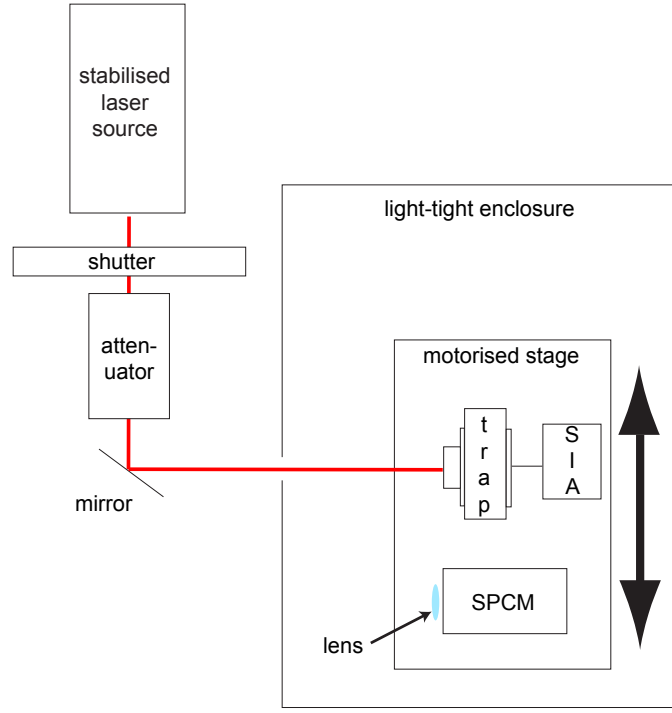 stabilised
laser
source
shutter
atten-
uator
mirror
light-tight enclosure
motorised stage
t
r
a
p
S
I
A
SPCM
lens